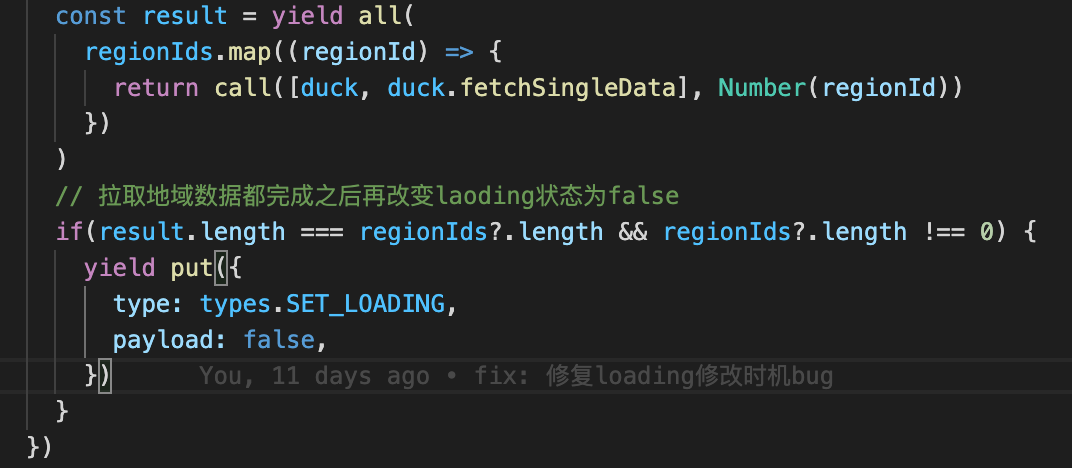 const result = yield all(
regionIds.map((regionId) => {
return call([duck, duck.fetchSingleData], Number(regionId))
})
)
// 拉取地域数据都完成之后再改变laoding状态为false
if(result.length === regionIds?.length && regionIds?.length !== 0) {
yield put({
type: types.SET_LOADING,
payload: false,
}) You, 11 days ago • fix: 修复loading修改时机bug
}
})